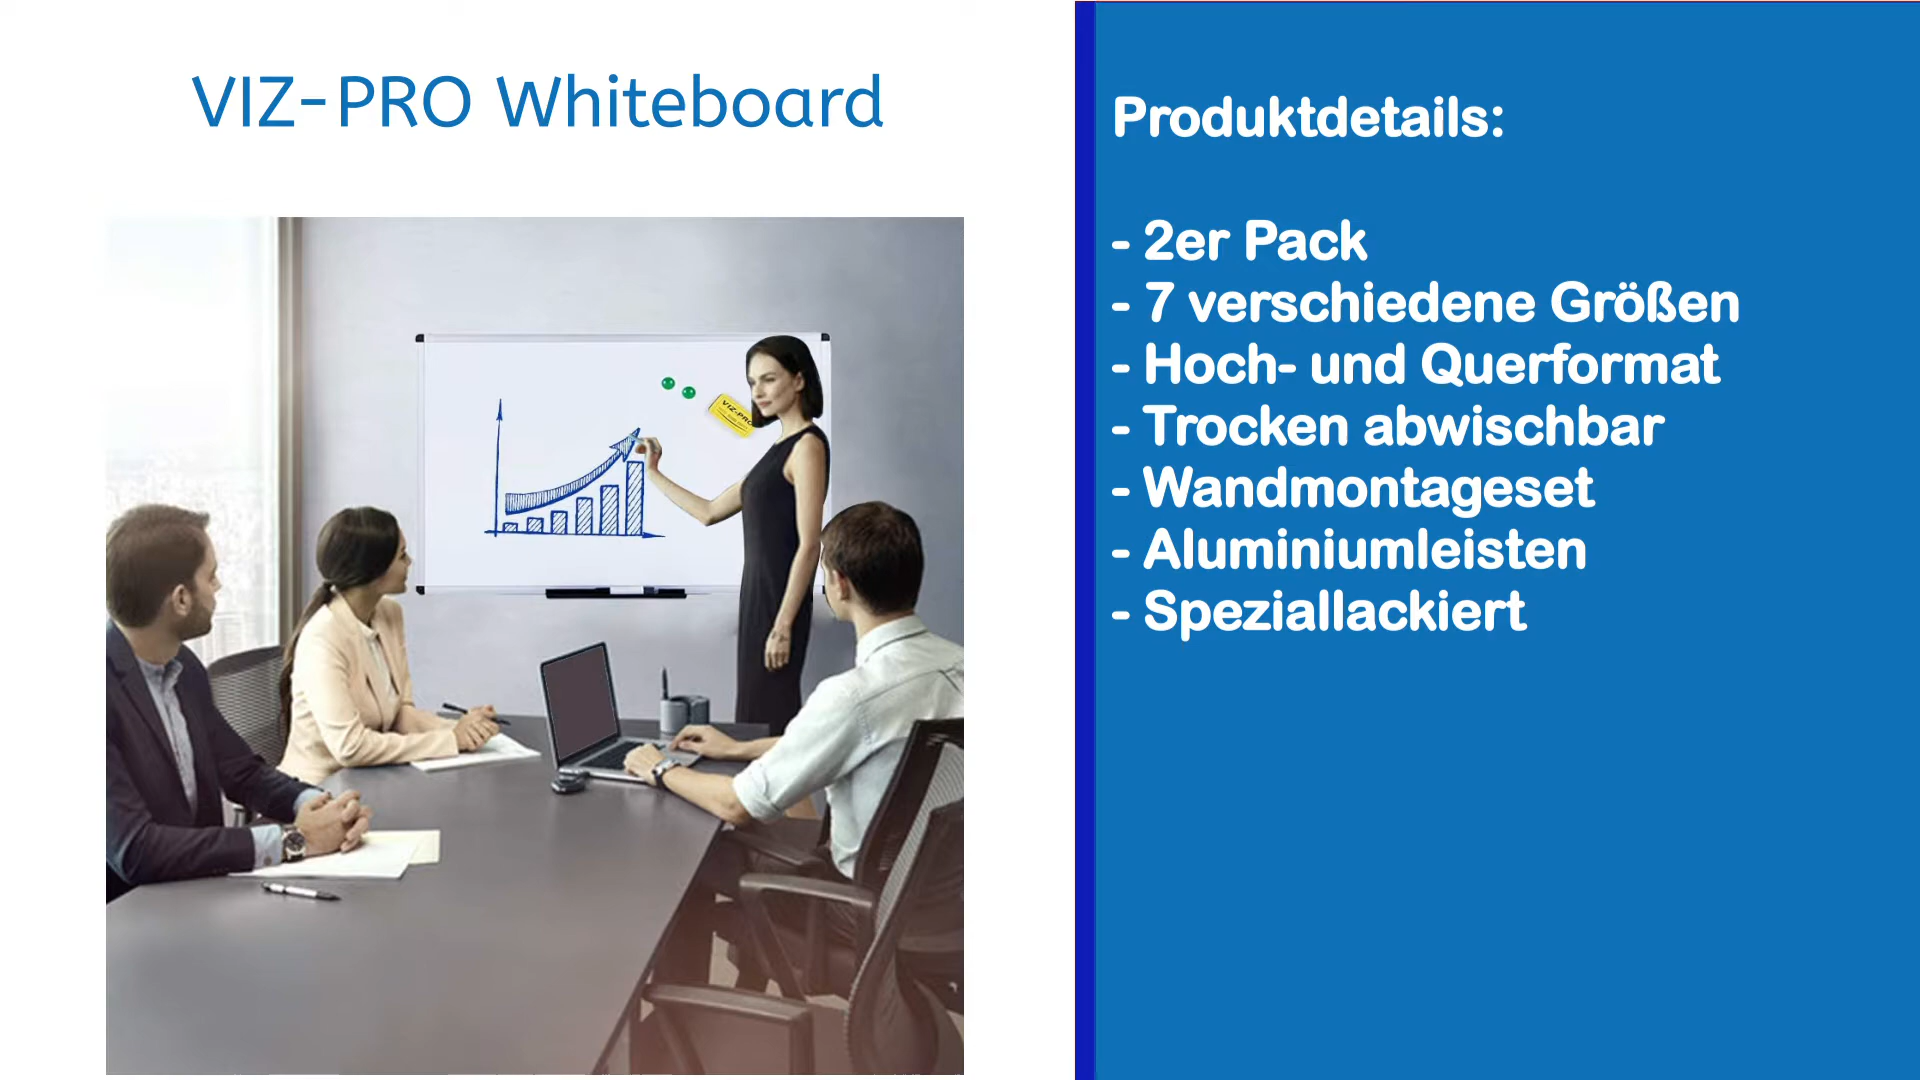 VIZ-PRO Whiteboard
VIZ-PRO
Produktdetails:
- 2er Pack
- 7 verschiedene Größen
- Hoch- und Querformat
- Trocken abwischbar
- Wandmontageset
- Aluminiumleisten
- Speziallackiert